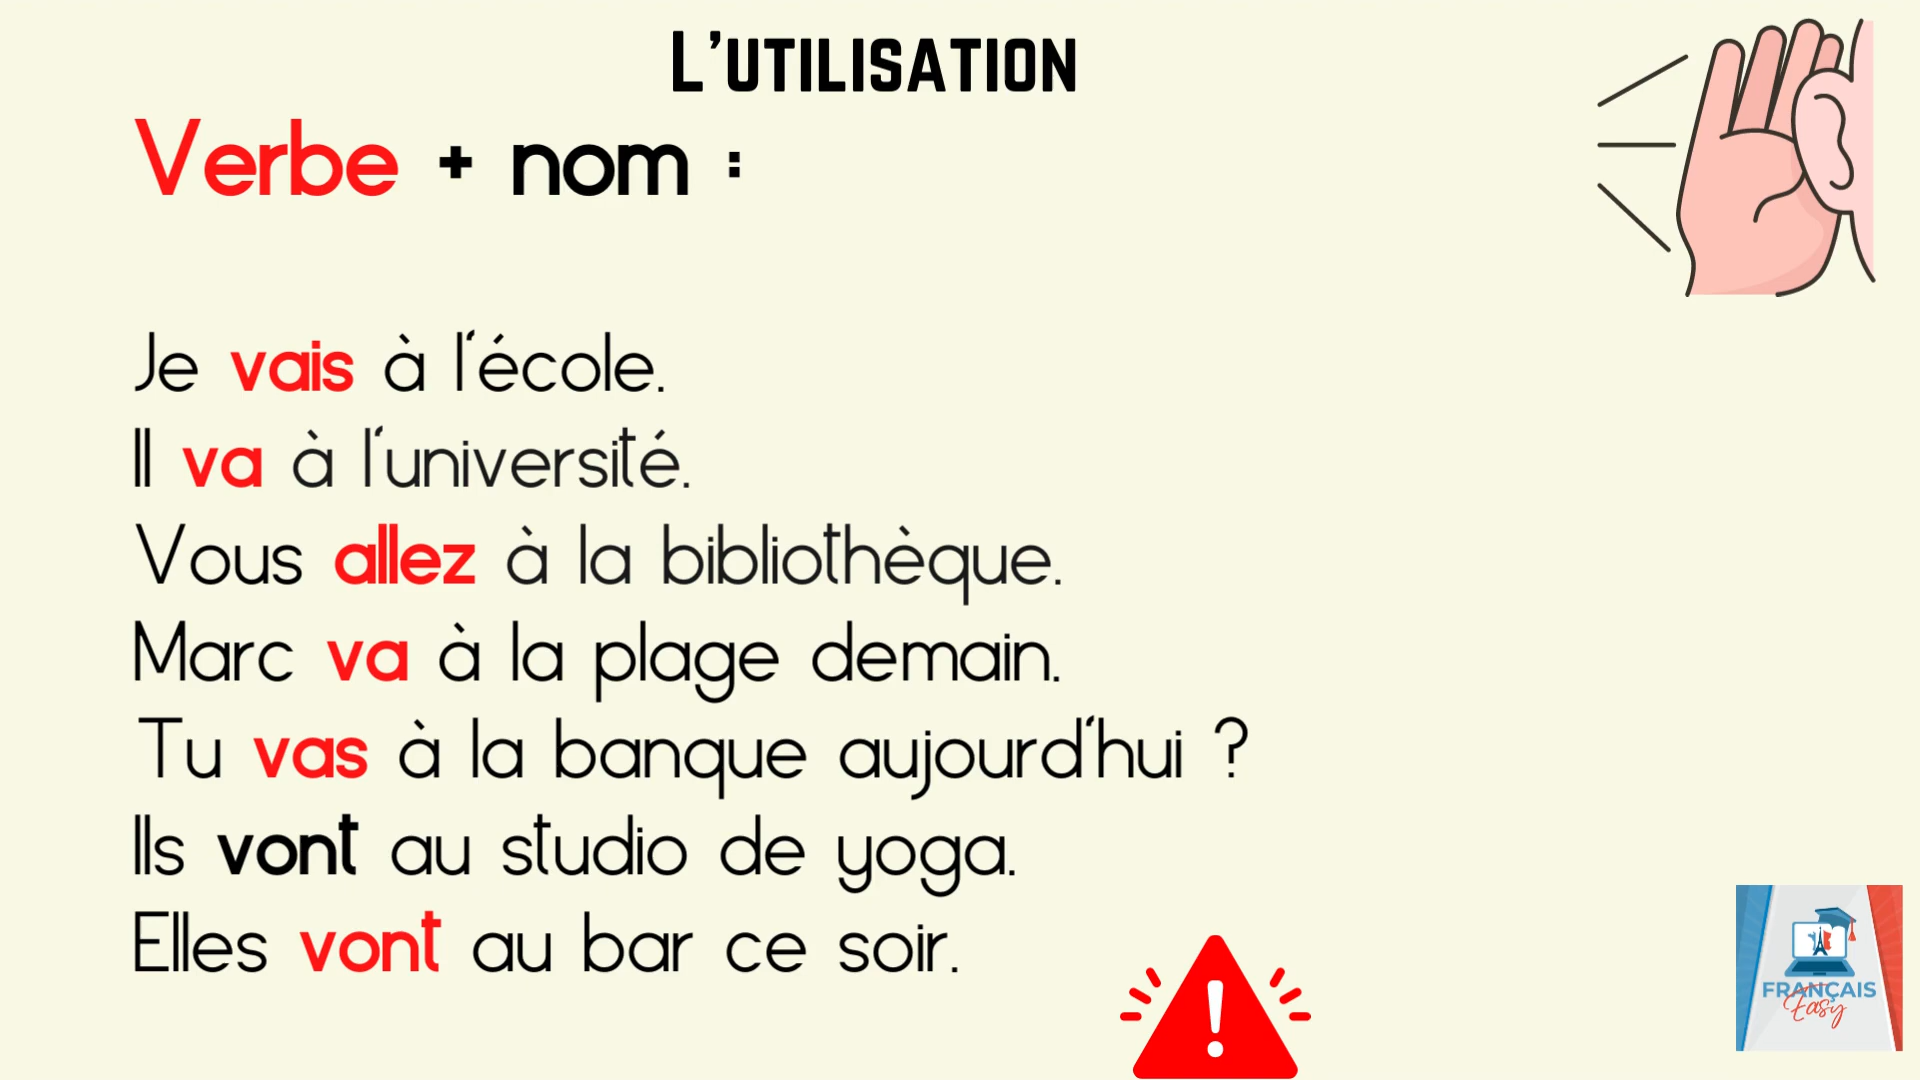 L'UTILISATION
Verbe + nom :
Je vais à l'école.
Il va à l'université.
Vous allez à la bibliothèque.
Marc va à la plage demain.
Tu vas à la banque aujourd'hui ?
Ils vont au studio de yoga.
Elles vont au bar ce soir.
!
FRANÇAIS
Easy